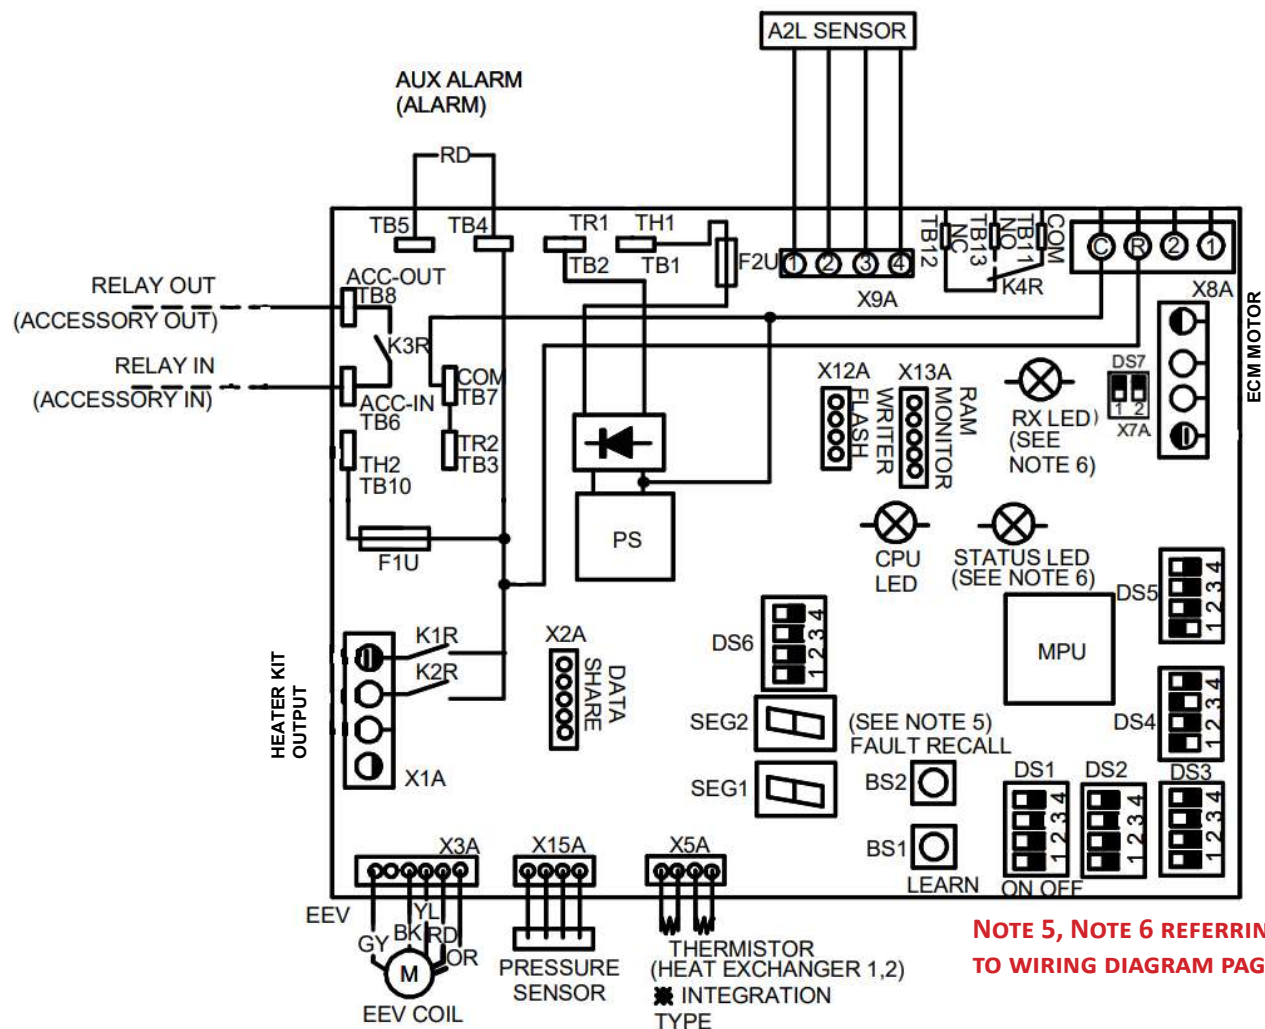 A2L SENSOR
AUX ALARM
(ALARM)
RD
TB5
TB4
TR1
TB2
TH1
TB1
F2U
1
2
3
4
X9A
TB12
NC
TB13
NO
TB11
COM
K4R
C
R
2
1
X8A
ECM MOTOR
RELAY OUT
(ACCESSORY OUT)
ACC-OUT
TB8
K3R
RELAY IN
(ACCESSORY IN)
ACC-IN
TB6
COM
TB7
TR2
TB3
TH2
TB10
F1U
PS
X12A
FLASH
WRITER
X13A
RAM
MONITOR
RX LED)
(SEE
NOTE 6)
DS7
1 2
X7A
CPU
LED
STATUS LED
(SEE NOTE 6)
DS5
1 2 3 4
MPU
DS6
1 2 3 4
HEATER KIT
OUTPUT
K1R
K2R
X1A
X2A
DATA
SHARE
SEG2
SEG1
(SEE NOTE 5)
FAULT RECALL
BS2
BS1
LEARN
DS4
1 2 3 4
DS1
1 2 3 4
ON OFF
DS2
1 2 3 4
DS3
1 2 3 4
X3A
X15A
X5A
EEV
GY
BK
YL
RD
OR
M
EEV COIL
PRESSURE
SENSOR
THERMISTOR
(HEAT EXCHANGER 1,2)
※ INTEGRATION
TYPE
NOTE 5, NOTE 6 REFERRIN
TO WIRING DIAGRAM PAG